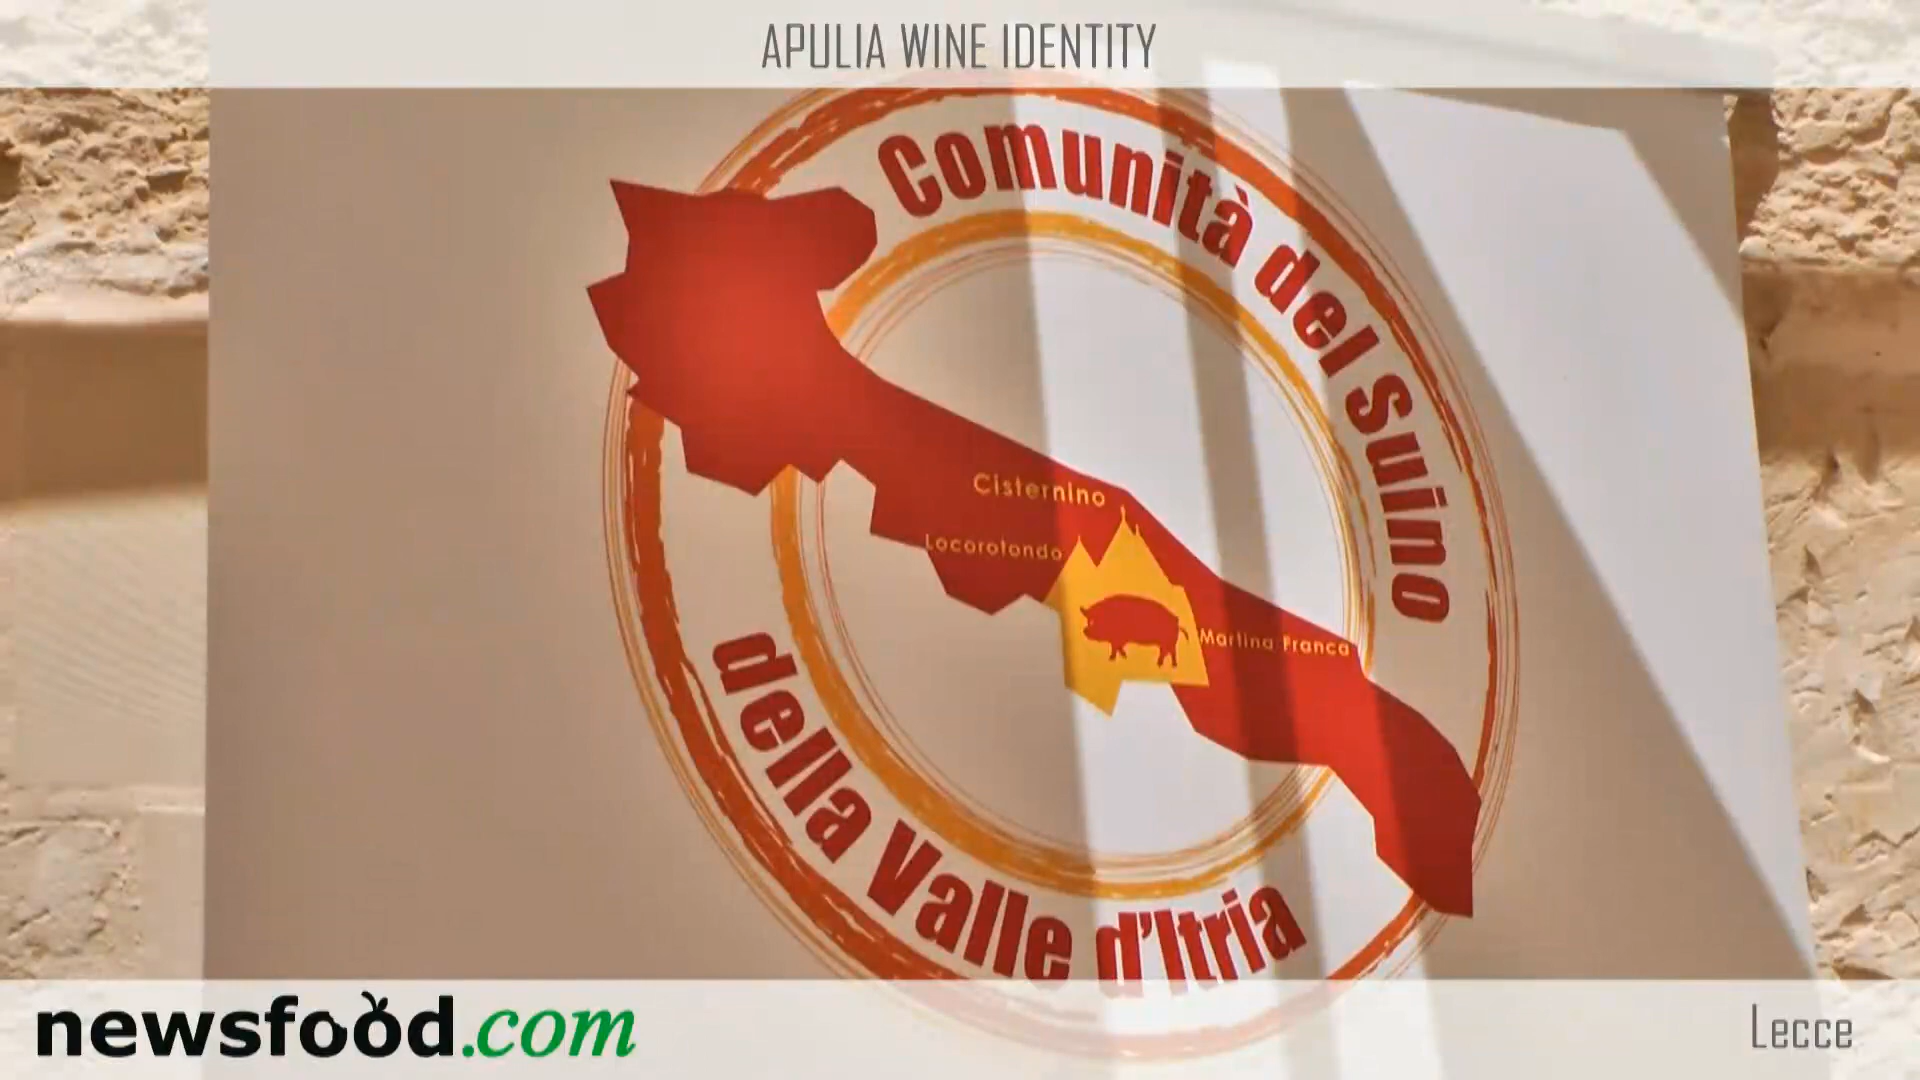 APULIA WINE IDENTITY
Comunità del Suino
Cisternino
Locorotondo
Martina Franca
della Valle d'Itria
newsfood.com
Lecce